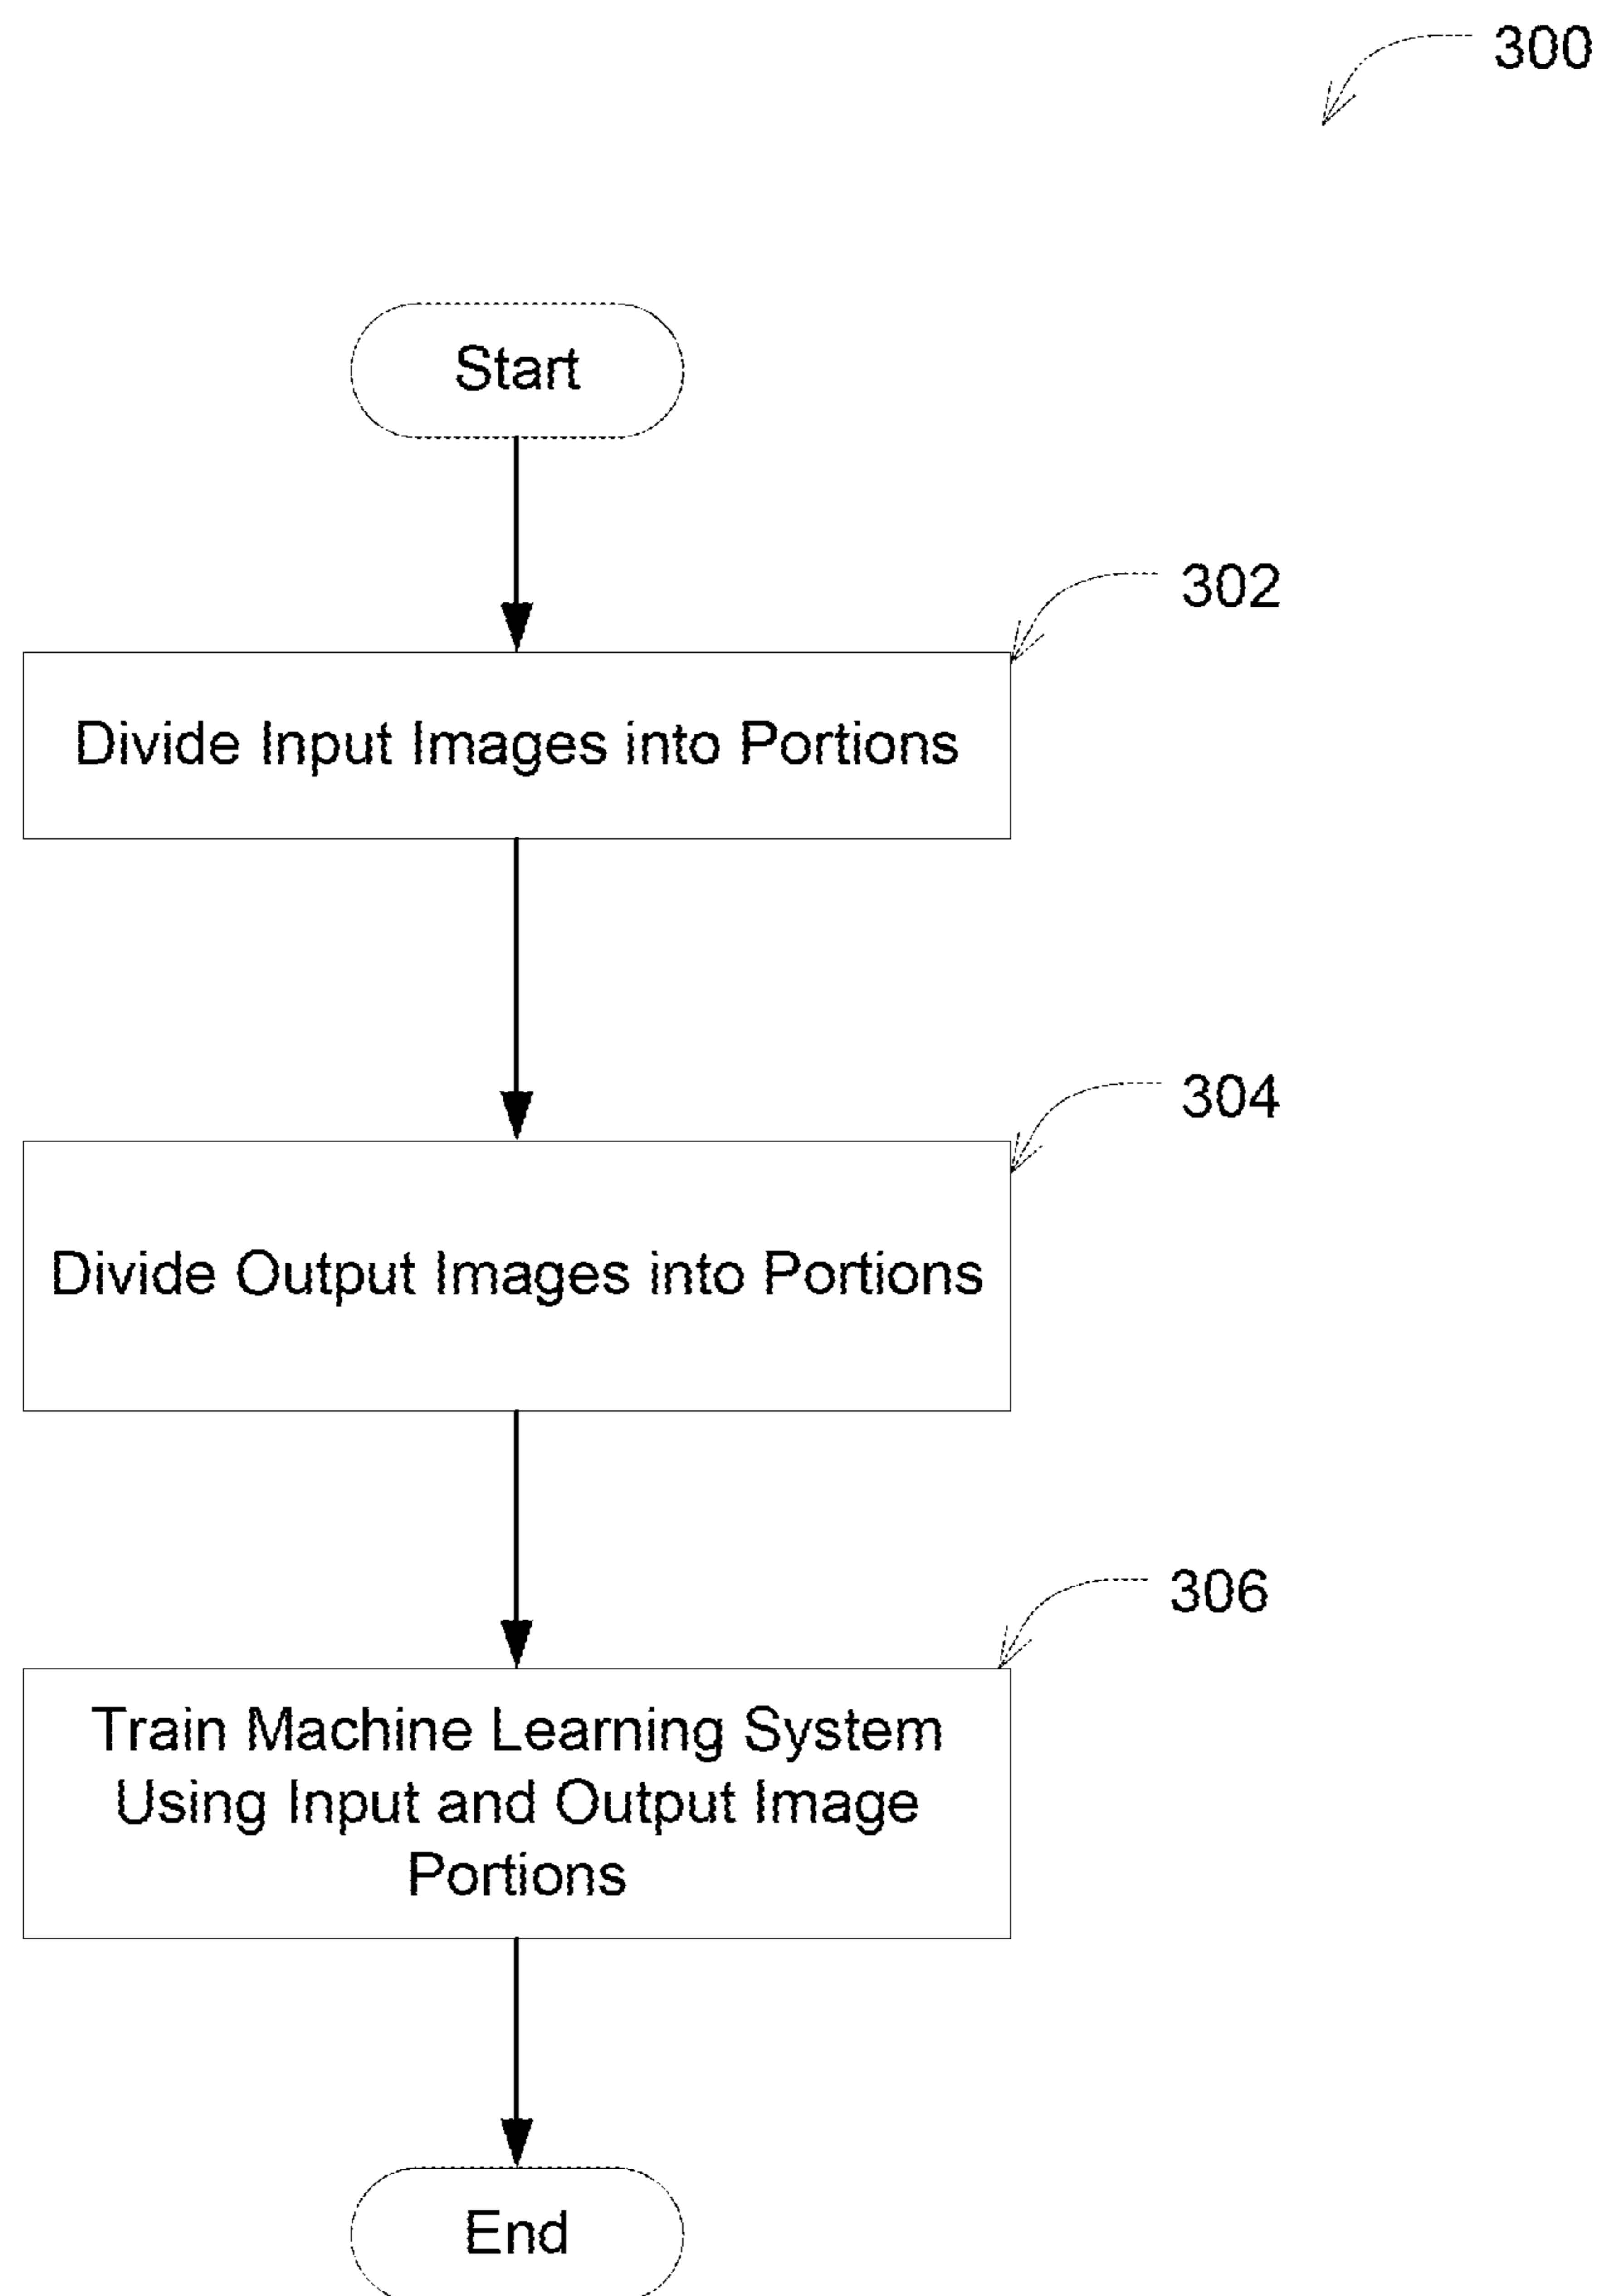 300
Start
302
Divide Input Images into Portions
304
Divide Output Images into Portions
306
Train Machine Learning System
Using Input and Output Image
Portions
End